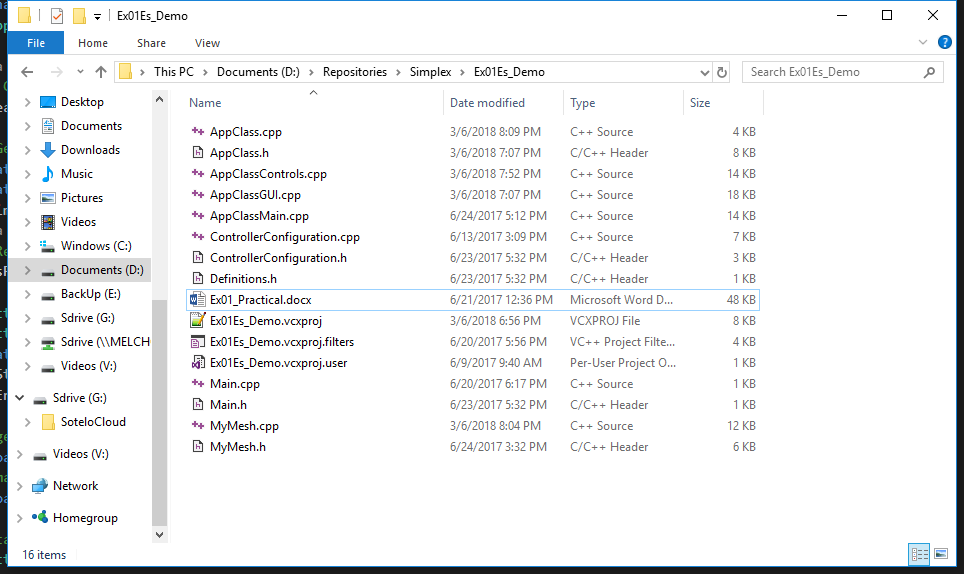 Ex01Es_Demo
File Home Share View
This PC Documents (D:) Repositories Simplex Ex01Es_Demo Search Ex01Es_Demo
Desktop
Documents
Downloads
Music
Pictures
Videos
Windows (C:)
Documents (D:)
BackUp (E:)
Sdrive (G:)
Sdrive (\\MELCH
Videos (V:)
Sdrive (G:)
SoteloCloud
Videos (V:)
Network
Homegroup
Name Date modified Type Size
AppClass.cpp 3/6/2018 8:09 PM C++ Source 4 KB
AppClass.h 3/6/2018 7:07 PM C/C++ Header 8 KB
AppClassControls.cpp 3/6/2018 7:52 PM C++ Source 14 KB
AppClassGUI.cpp 3/6/2018 7:07 PM C++ Source 18 KB
AppClassMain.cpp 6/24/2017 5:12 PM C++ Source 14 KB
ControllerConfiguration.cpp 6/13/2017 3:09 PM C++ Source 7 KB
ControllerConfiguration.h 6/23/2017 5:32 PM C/C++ Header 3 KB
Definitions.h 6/23/2017 5:32 PM C/C++ Header 1 KB
Ex01_Practical.docx 6/21/2017 12:36 PM Microsoft Word D... 48 KB
Ex01Es_Demo.vcxproj 3/6/2018 6:56 PM VCXPROJ File 8 KB
Ex01Es_Demo.vcxproj.filters 6/20/2017 5:56 PM VC++ Project Filte... 4 KB
Ex01Es_Demo.vcxproj.user 6/9/2017 9:40 AM Per-User Project O... 1 KB
Main.cpp 6/20/2017 6:17 PM C++ Source 1 KB
Main.h 6/23/2017 5:32 PM C/C++ Header 1 KB
MyMesh.cpp 3/6/2018 8:04 PM C++ Source 12 KB
MyMesh.h 6/24/2017 3:32 PM C/C++ Header 6 KB
16 items